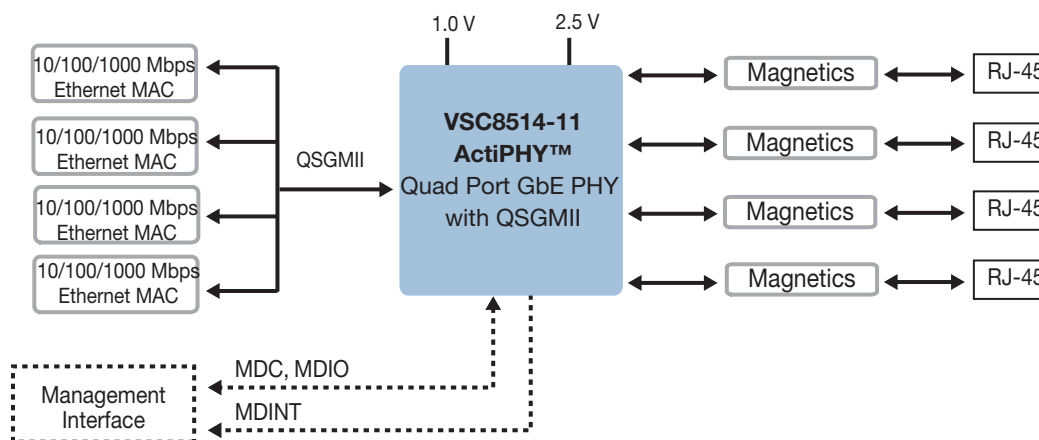 1.0 V
2.5 V
10/100/1000 Mbps
Ethernet MAC
10/100/1000 Mbps
Ethernet MAC
10/100/1000 Mbps
Ethernet MAC
10/100/1000 Mbps
Ethernet MAC
QSGMII
VSC8514-11
ActiPHY™
Quad Port GbE PHY
with QSGMII
Magnetics
RJ-45
Magnetics
RJ-45
Magnetics
RJ-45
Magnetics
RJ-45
MDC, MDIO
MDINT
Management
Interface